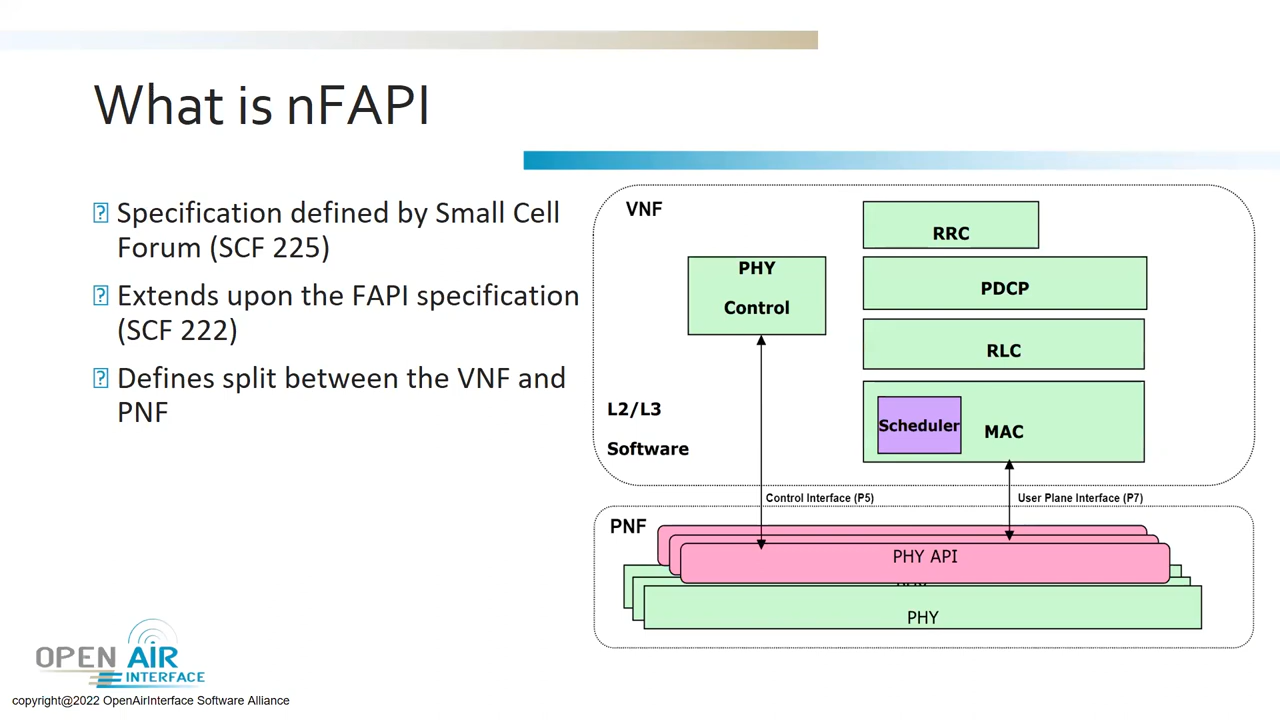 What is nFAPI
Specification defined by Small Cell
Forum (SCF 225)
Extends upon the FAPI specification
(SCF 222)
Defines split between the VNF and
PNF
VNF
RRC
PHY
Control
PDCP
RLC
L2/L3
Software
Scheduler
MAC
Control Interface (P5)
User Plane Interface (P7)
PNF
PHY API
PHY
OPEN AIR
INTERFACE
copyright@2022 OpenAirInterface Software Alliance